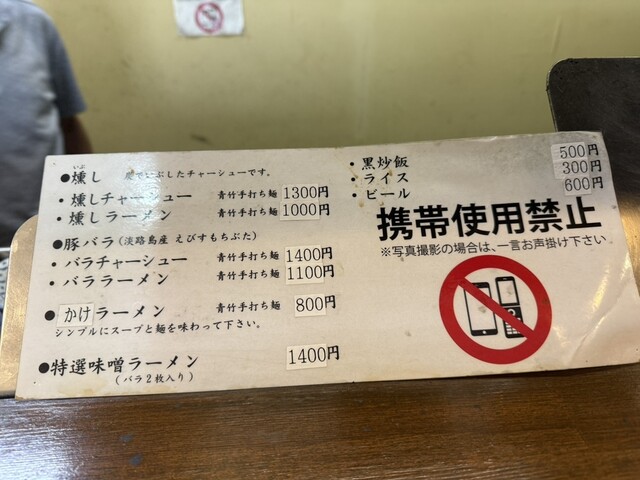 いぶ
●燻し でいぶしたチャーシューです。
・燻しチャーシュー 青竹手打ち麺 1300円
・燻しラーメン 青竹手打ち麺 1000円
●豚バラ(淡路島産 えびすもちぶた)
・バラチャーシュー 青竹手打ち麺 1400円
・バララーメン 青竹手打ち麺 1100円
●かけラーメン 青竹手打ち麺 800円
シンプルにスープと麺を味わって下さい。
●特選味噌ラーメン 1400円
(バラ2枚入り)
・黒炒飯 500円
・ライス 300円
・ビール 600円
携帯使用禁止
※写真撮影の場合は、一言お声掛け下さい